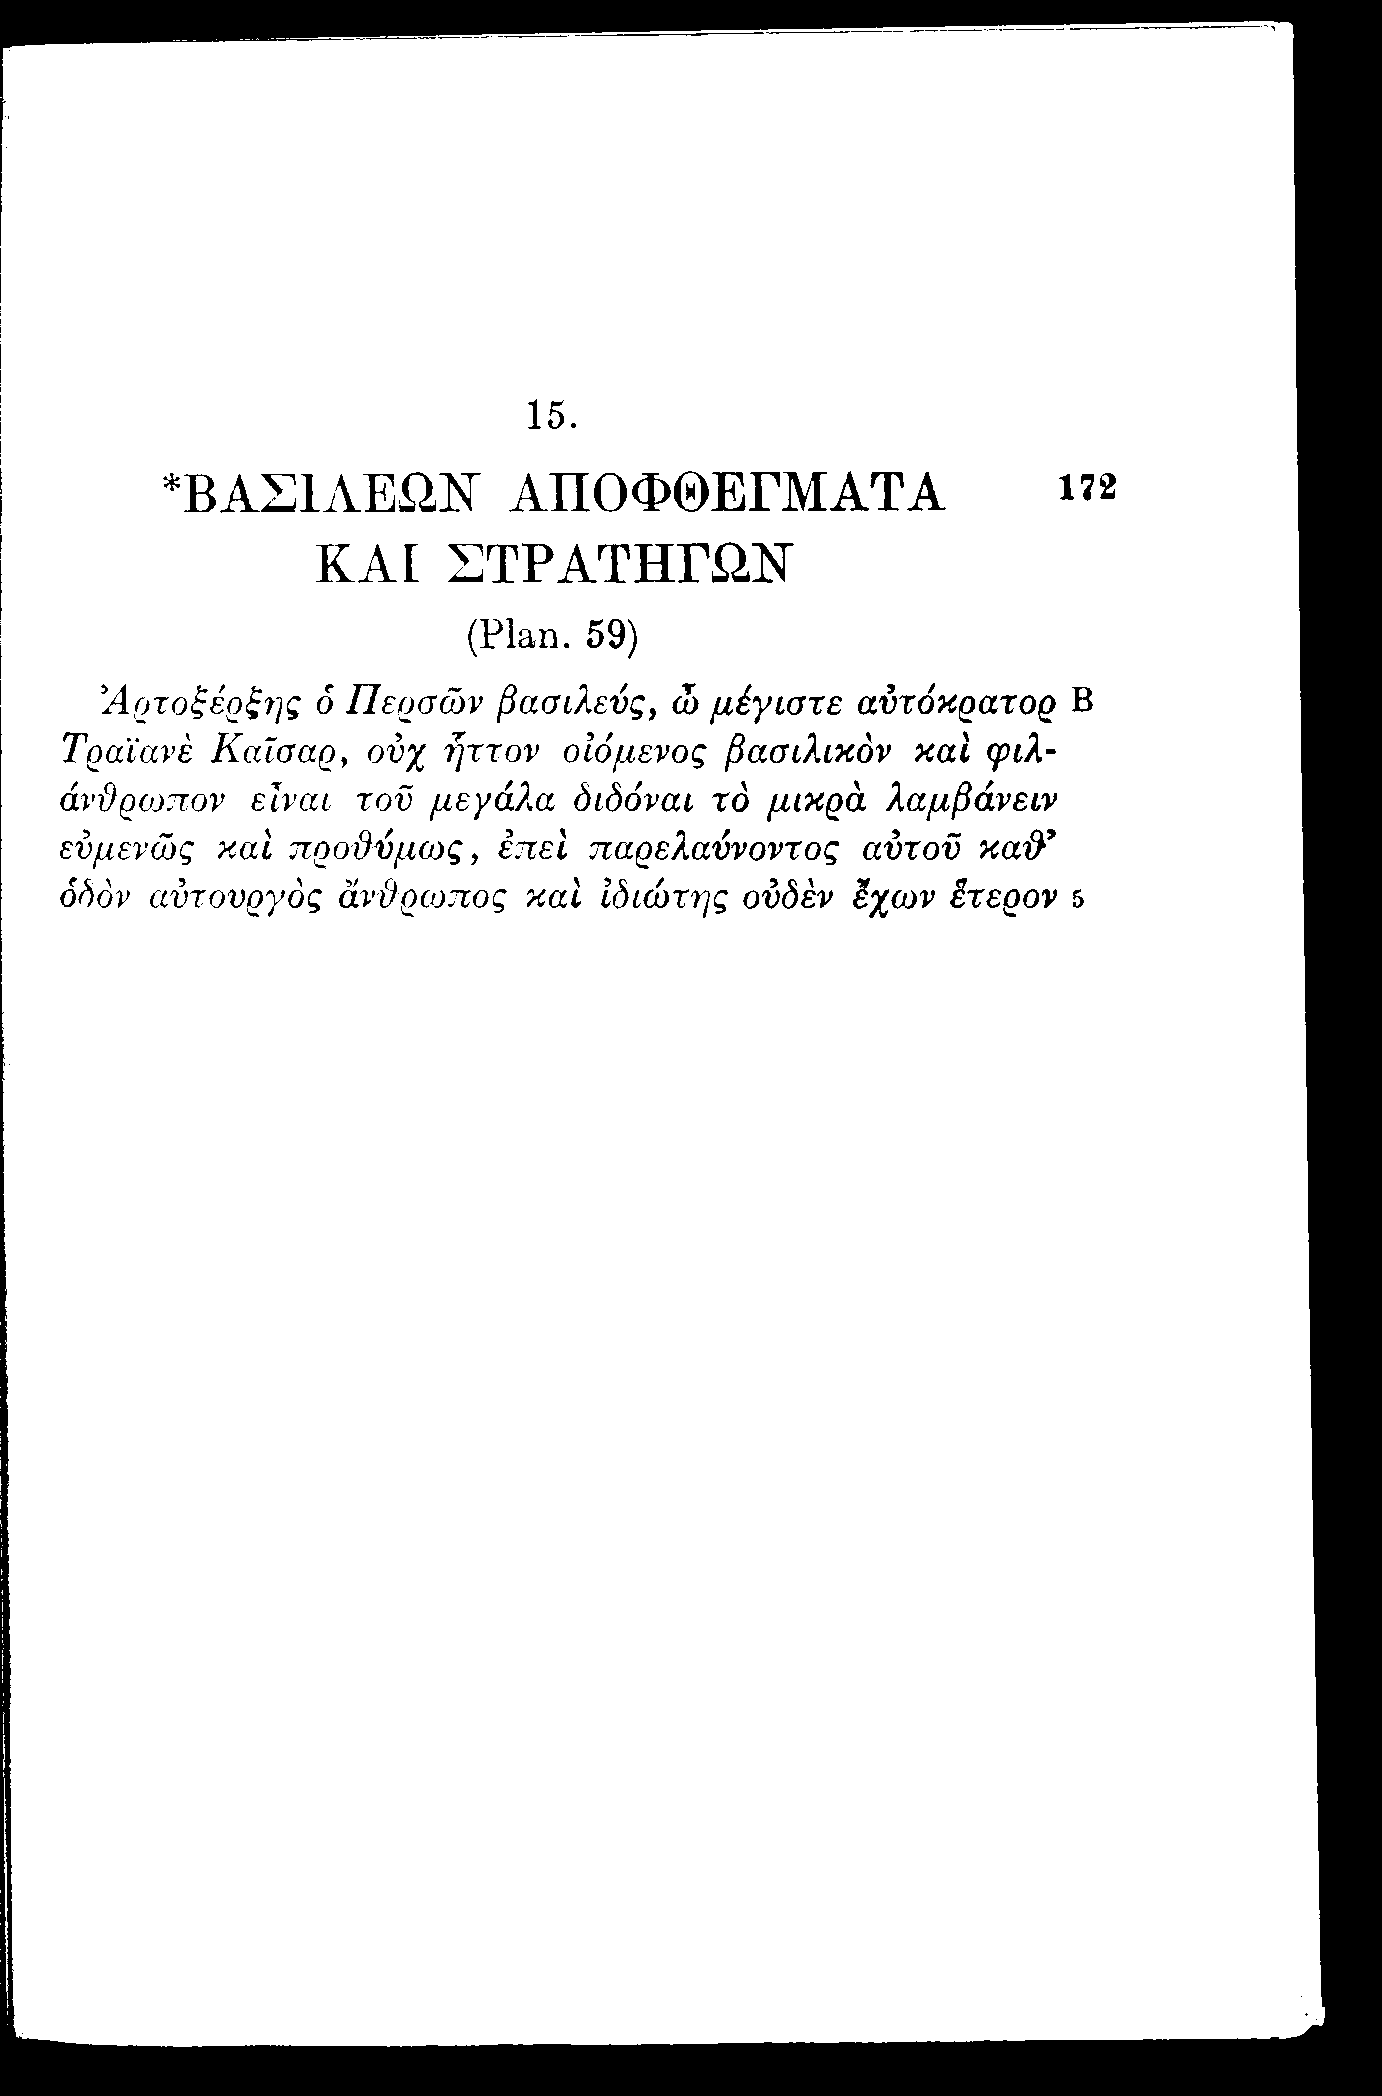 15.
*ΒΑΣΙΛΕΩΝ ΑΠΟΦΘΕΓΜΑΤΑ 172
ΚΑΙ ΣΤΡΑΤΗΓΩΝ
(Plan. 59)
Ἀρτοξέρξης ὁ Περσῶν βασιλεύς, ὦ μέγιστε αὐτόκρατορ B
Τραϊανὲ Καῖσαρ, οὐχ ἧττον οἰόμενος βασιλικὸν καὶ φιλ-
άνθρωπον εἶναι τοῦ μεγάλα διδόναι τὸ μικρὰ λαμβάνειν
εὐμενῶς καὶ προθύμως, ἐπεὶ παρελαύνοντος αὐτοῦ καθ’
ὁδὸν αὐτουργὸς ἄνθρωπος καὶ ἰδιώτης οὐδὲν ἔχων ἕτερον 5